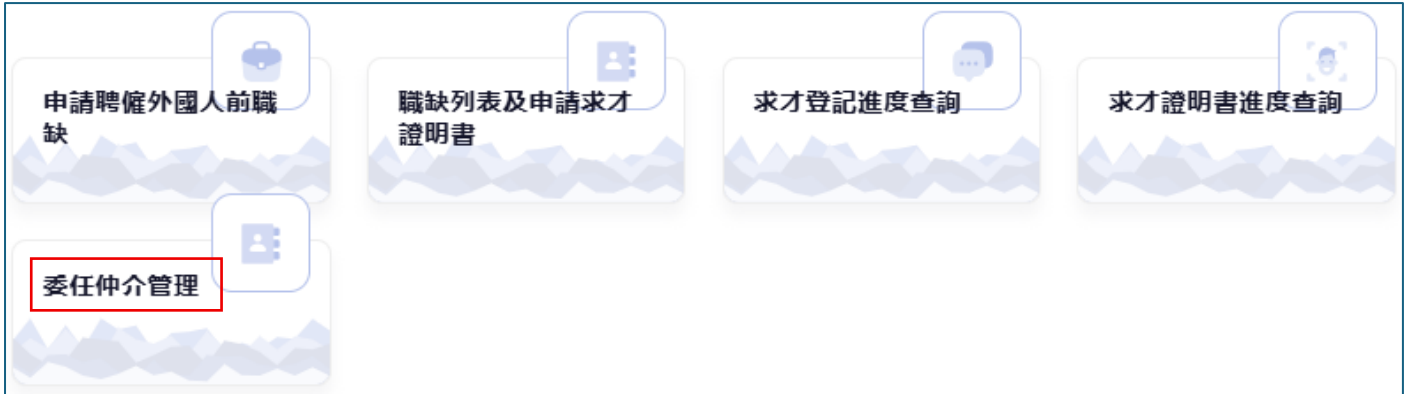 申請聘僱外國人前職
缺
職缺列表及申請求才
證明書
求才登記進度查詢
求才證明書進度查詢
委任仲介管理